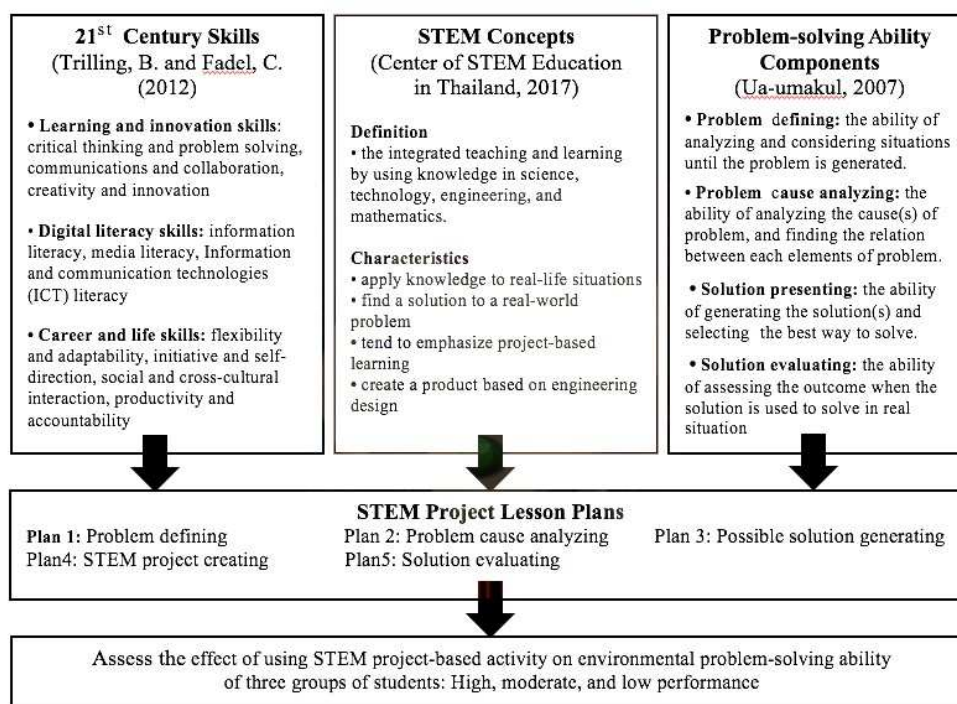 21st Century Skills
(Trilling, B. and Fadel, C.
(2012)
• Learning and innovation skills:
critical thinking and problem solving,
communications and collaboration,
creativity and innovation
• Digital literacy skills: information
literacy, media literacy, Information
and communication technologies
(ICT) literacy
• Career and life skills: flexibility
and adaptability, initiative and self-
direction, social and cross-cultural
interaction, productivity and
accountability
STEM Concepts
(Center of STEM Education
in Thailand, 2017)
Definition
• the integrated teaching and learning
by using knowledge in science,
technology, engineering, and
mathematics.
Characteristics
• apply knowledge to real-life situations
• find a solution to a real-world
problem
• tend to emphasize project-based
learning
• create a product based on engineering
design
Problem-solving Ability
Components
(Ua-umakul, 2007)
• Problem defining: the ability of
analyzing and considering situations
until the problem is generated.
• Problem cause analyzing: the
ability of analyzing the cause(s) of
problem, and finding the relation
between each elements of problem.
• Solution presenting: the ability
of generating the solution(s) and
selecting the best way to solve.
• Solution evaluating: the ability
of assessing the outcome when the
solution is used to solve in real
situation
STEM Project Lesson Plans
Plan 1: Problem defining Plan 2: Problem cause analyzing Plan 3: Possible solution generating
Plan4: STEM project creating Plan5: Solution evaluating
Assess the effect of using STEM project-based activity on environmental problem-solving ability
of three groups of students: High, moderate, and low performance